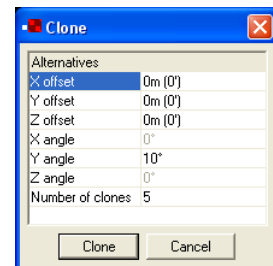 Clone
Alternatives
X offset 0m (0')
Y offset 0m (0')
Z offset 0m (0')
X angle 0°
Y angle 10°
Z angle 0°
Number of clones 5
Clone Cancel